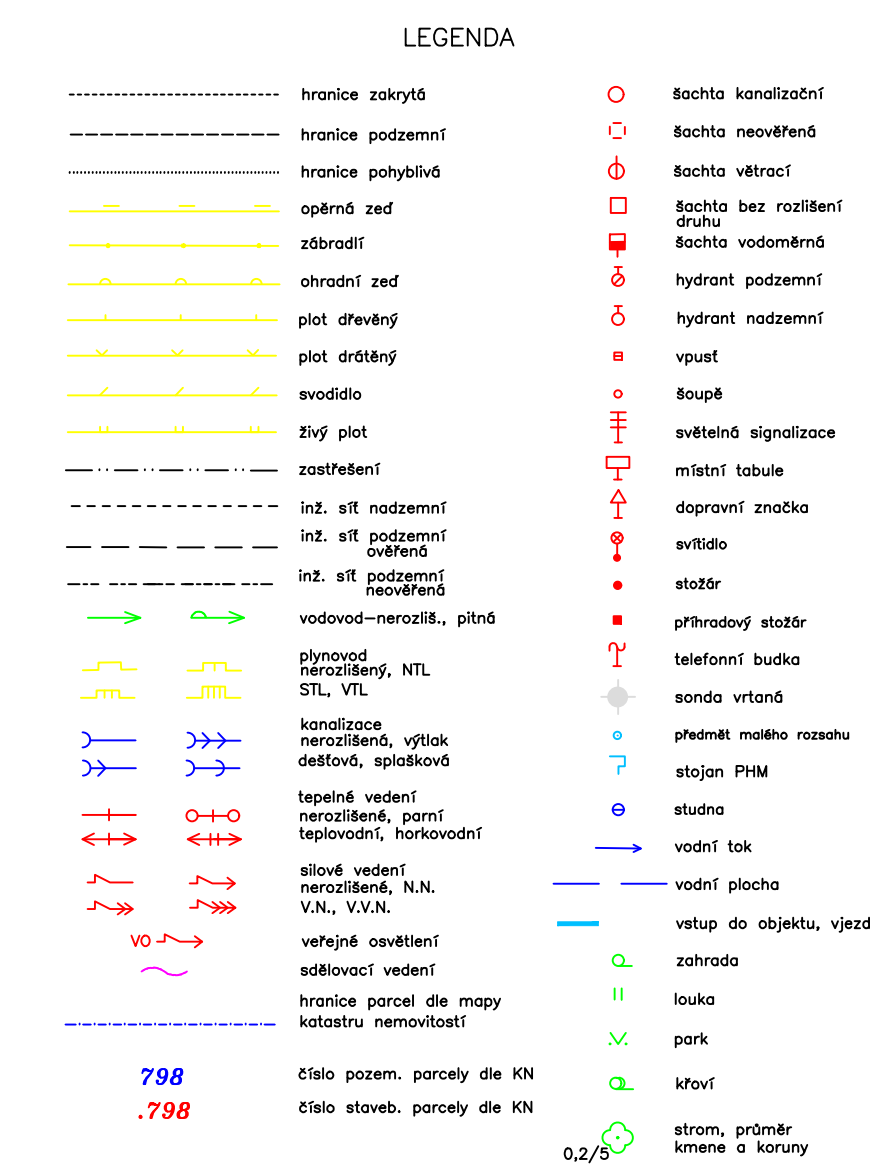 LEGENDA
hranice zakrytá
hranice podzemní
hranice pohyblivá
opěrná zeď
zábradlí
ohradní zeď
plot dřevěný
plot drátěný
svodidlo
živý plot
zastřešení
inž. síť nadzemní
inž. síť podzemní
ověřená
inž. síť podzemní
neověřená
vodovod–nerozliš., pitná
plynovod
nerozlišený, NTL
STL, VTL
kanalizace
nerozlišená, výtlak
dešťová, splašková
tepelné vedení
nerozlišené, parní
teplovodní, horkovodní
silové vedení
nerozlišené, N.N.
V.N., V.V.N.
VO veřejné osvětlení
sdělovací vedení
hranice parcel dle mapy
katastru nemovitostí
798 číslo pozem. parcely dle KN
.798 číslo staveb. parcely dle KN
šachta kanalizační
šachta neověřená
šachta větrací
šachta bez rozlišení
druhu
šachta vodoměrná
hydrant podzemní
hydrant nadzemní
vpusť
šoupě
světelná signalizace
místní tabule
dopravní značka
svítidlo
stožár
příhradový stožár
telefonní budka
sonda vrtaná
předmět malého rozsahu
stojan PHM
studna
vodní tok
vodní plocha
vstup do objektu, vjezd
zahrada
louka
park
křoví
strom, průměr
kmene a koruny
0,2/5